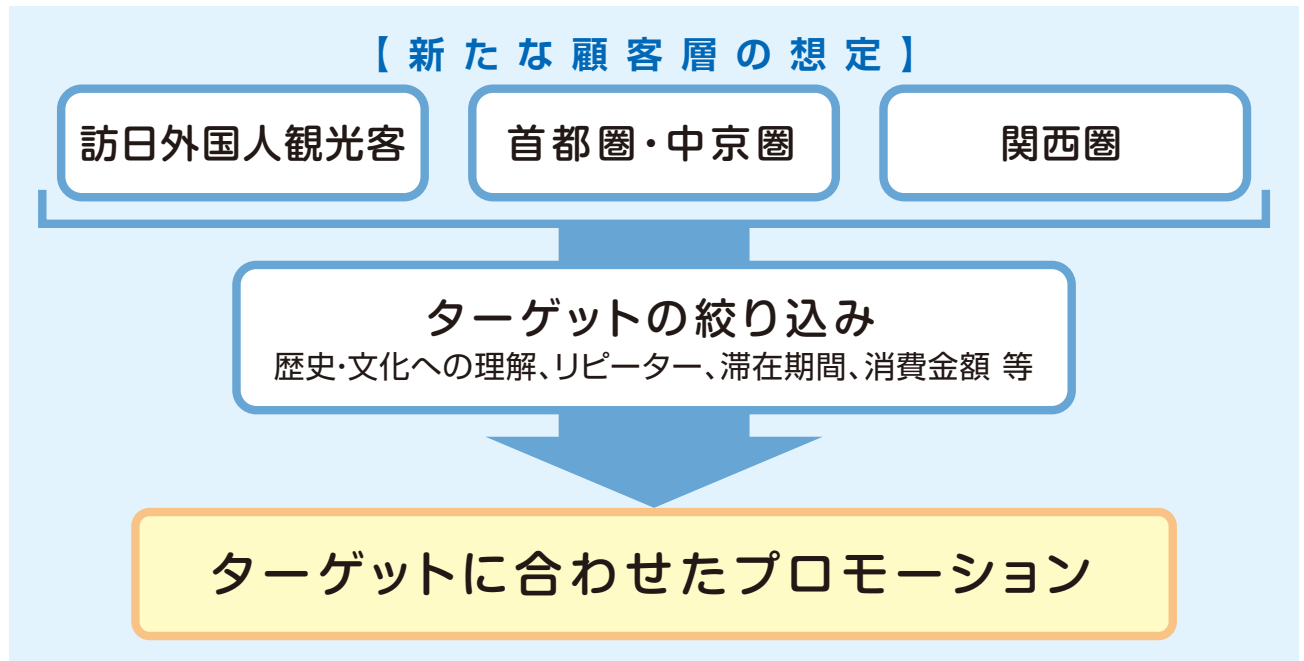 【新たな顧客層の想定】
訪日外国人観光客
首都圏・中京圏
関西圏
ターゲットの絞り込み
歴史・文化への理解、リピーター、滞在期間、消費金額 等
ターゲットに合わせたプロモーション